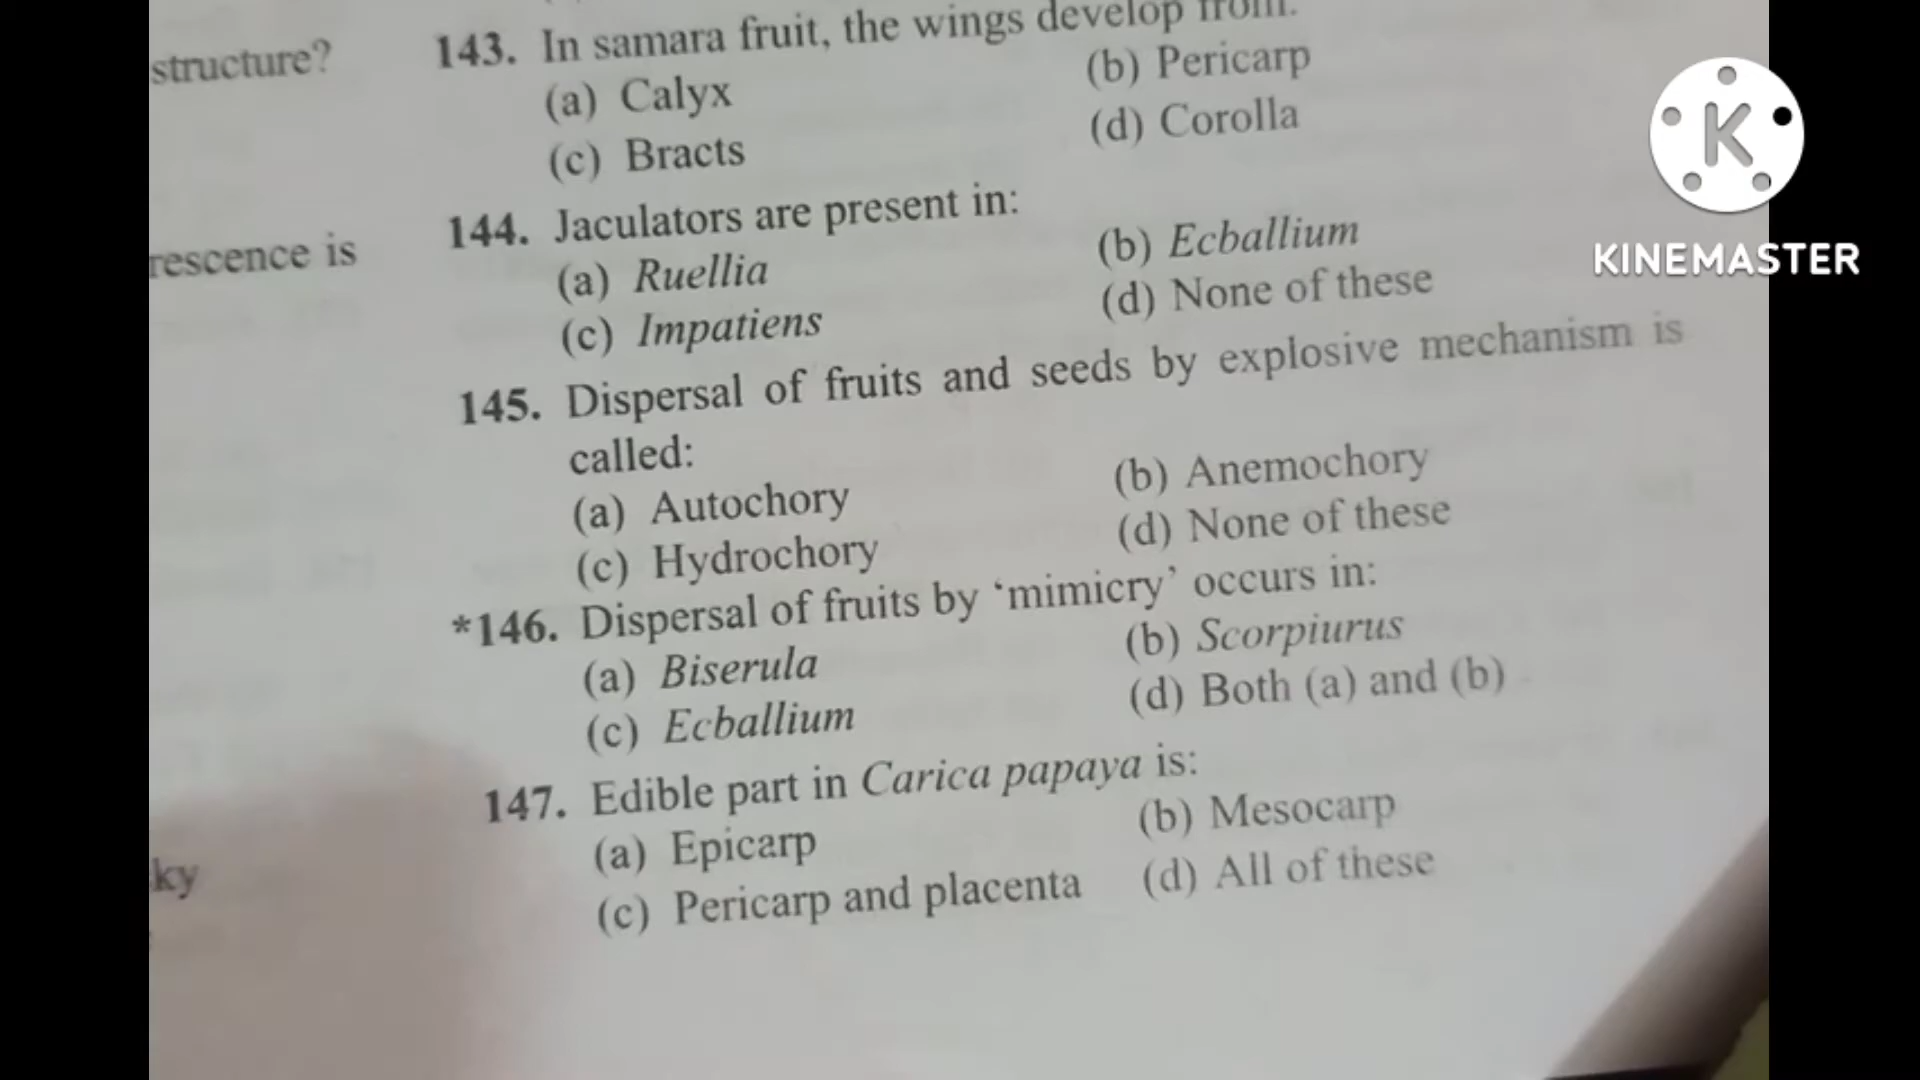 structure?
143. In samara fruit, the wings develop from:
(a) Calyx (b) Pericarp
(c) Bracts (d) Corolla
rescence is
144. Jaculators are present in:
(a) Ruellia (b) Ecballium
(c) Impatiens (d) None of these
145. Dispersal of fruits and seeds by explosive mechanism is
called:
(a) Autochory (b) Anemochory
(c) Hydrochory (d) None of these
*146. Dispersal of fruits by ‘mimicry’ occurs in:
(a) Biserula (b) Scorpiurus
(c) Ecballium (d) Both (a) and (b)
147. Edible part in Carica papaya is:
(a) Epicarp (b) Mesocarp
(c) Pericarp and placenta (d) All of these
ky
K
KINEMASTER